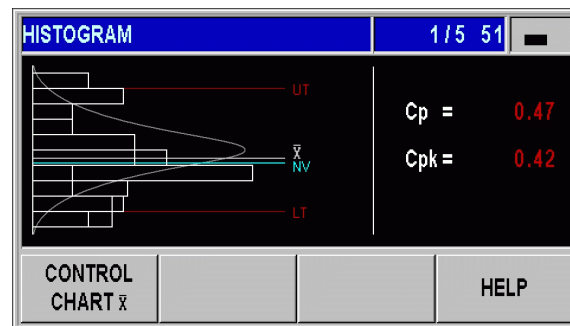 HISTOGRAM 1/5 51
UT
X̄
NV
LT
Cp = 0.47
Cpk = 0.42
CONTROL
CHART X̄
HELP